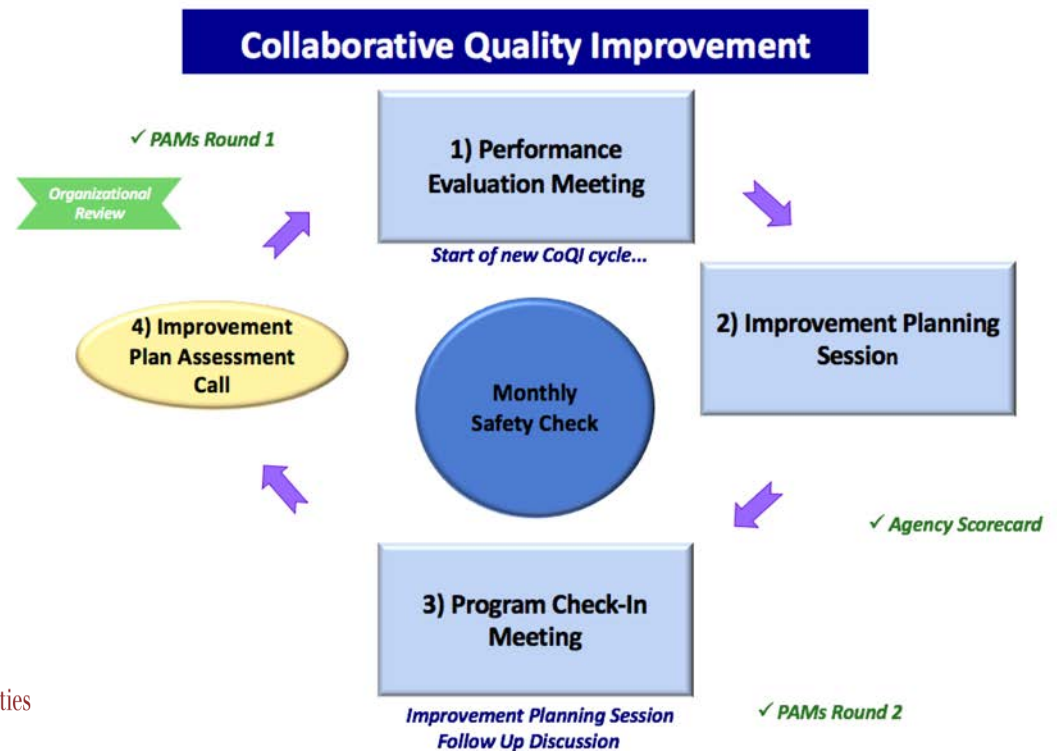 Collaborative Quality Improvement
✓ PAMs Round 1
Organizational
Review
1) Performance
Evaluation Meeting
Start of new CoQI cycle...
2) Improvement Planning
Session
4) Improvement
Plan Assessment
Call
Monthly
Safety Check
✓ Agency Scorecard
3) Program Check-In
Meeting
Improvement Planning Session
Follow Up Discussion
✓ PAMs Round 2
ties